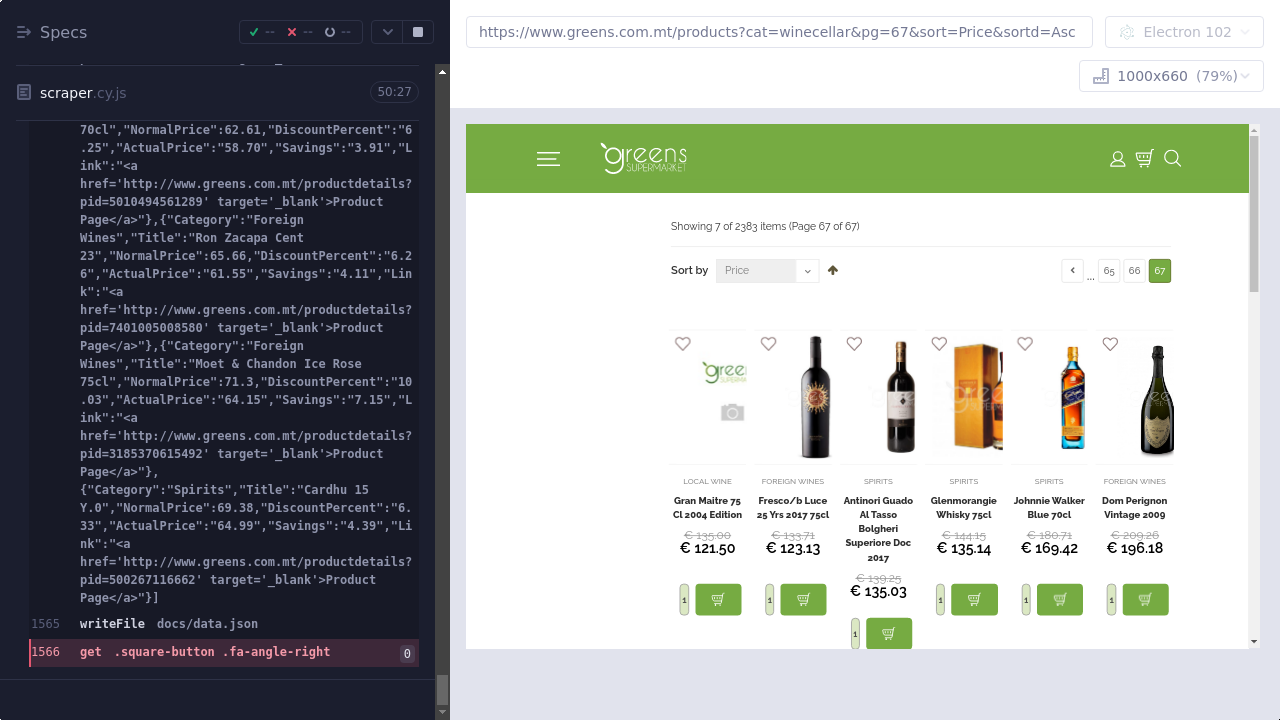 Specs
--
--
--
scraper.cy.js
50:27
70cl","NormalPrice":62.61,"DiscountPercent":"6
.25","ActualPrice":"58.70","Savings":"3.91","L
ink":"<a
href='http://www.greens.com.mt/productdetails?
pid=5010494561289' target='_blank'>Product
Page</a>"},{"Category":"Foreign
Wines","Title":"Ron Zacapa Cent
23","NormalPrice":65.66,"DiscountPercent":"6.2
6","ActualPrice":"61.55","Savings":"4.11","Lin
k":"<a
href='http://www.greens.com.mt/productdetails?
pid=7401005008580' target='_blank'>Product
Page</a>"},{"Category":"Foreign
Wines","Title":"Moet & Chandon Ice Rose
75cl","NormalPrice":71.3,"DiscountPercent":"10
.03","ActualPrice":"64.15","Savings":"7.15","L
ink":"<a
href='http://www.greens.com.mt/productdetails?
pid=3185370615492' target='_blank'>Product
Page</a>"},
{"Category":"Spirits","Title":"Cardhu 15
Y.0","NormalPrice":69.38,"DiscountPercent":"6.
33","ActualPrice":"64.99","Savings":"4.39","Li
nk":"<a
href='http://www.greens.com.mt/productdetails?
pid=500267116662' target='_blank'>Product
Page</a>"}]
1565 writeFile docs/data.json
1566 get .square-button .fa-angle-right 0
https://www.greens.com.mt/products?cat=winecellar&pg=67&sort=Price&sortd=Asc
Electron 102
1000x660 (79%)
greens
SUPERMARKET
Showing 7 of 2383 items (Page 67 of 67)
Sort by Price
... 65 66 67
LOCAL WINE
Gran Maitre 75
Cl 2004 Edition
€ 135.00
€ 121.50
1
FOREIGN WINES
Fresco/b Luce
25 Yrs 2017 75cl
€ 133.71
€ 123.13
1
SPIRITS
Antinori Guado
Al Tasso
Bolgheri
Superiore Doc
2017
€ 139.25
€ 135.03
1
SPIRITS
Glenmorangie
Whisky 75cl
€ 144.15
€ 135.14
1
SPIRITS
Johnnie Walker
Blue 70cl
€ 180.71
€ 169.42
1
FOREIGN WINES
Dom Perignon
Vintage 2009
€ 209.26
€ 196.18
1